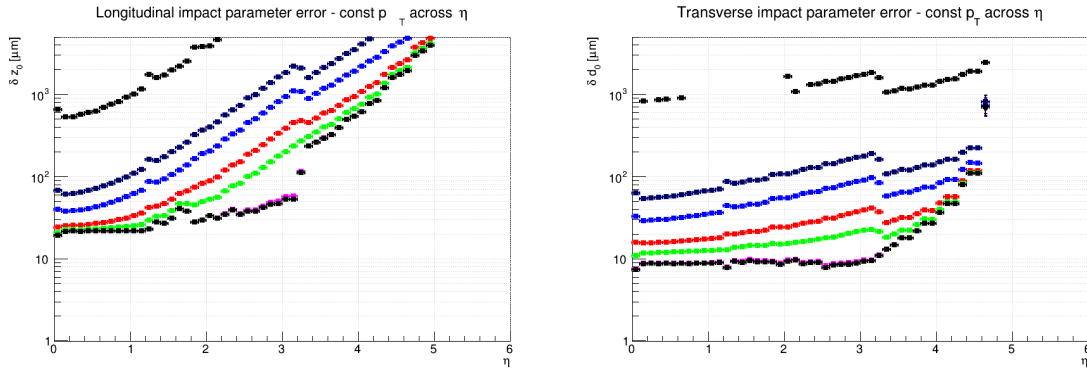 Longitudinal impact parameter error - const p T across η
δ z0 [μm]
10³
10²
10
1
0 1 2 3 4 5 6
η
Transverse impact parameter error - const pT across η
δ d0 [μm]
10³
10²
10
1
0 1 2 3 4 5 6
η